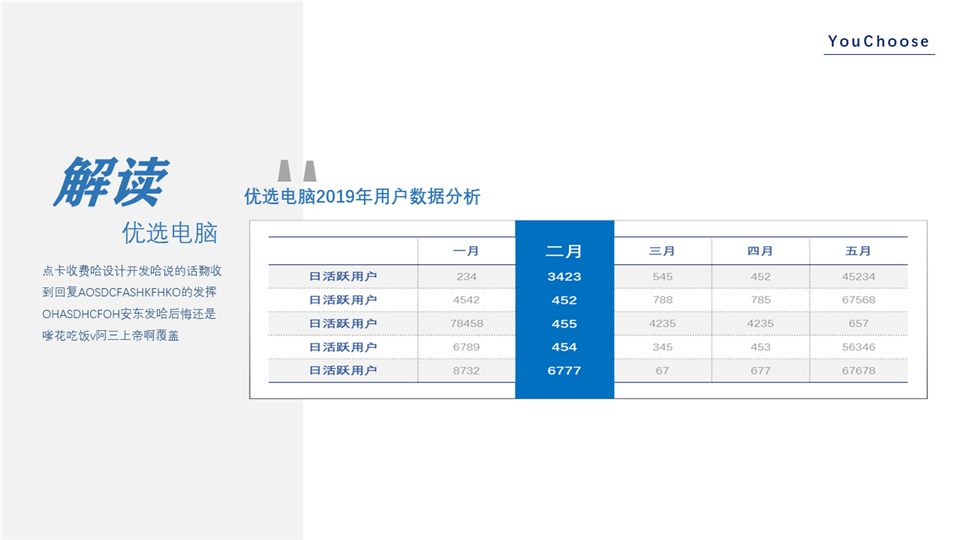 YouChoose
解读
优选电脑
点卡收费哈设计开发哈说的话翻收
到回复AOSDCFASHKFHKO的发挥
OHASDHCFOH安东发哈后悔还是
嗲花吃饭v阿三上帝啊覆盖
优选电脑2019年用户数据分析
一月 二月 三月 四月 五月
日活跃用户 234 3423 545 452 45234
日活跃用户 4542 452 788 785 67568
日活跃用户 78458 455 4235 4235 657
日活跃用户 6789 454 345 453 56346
日活跃用户 8732 6777 67 677 67678